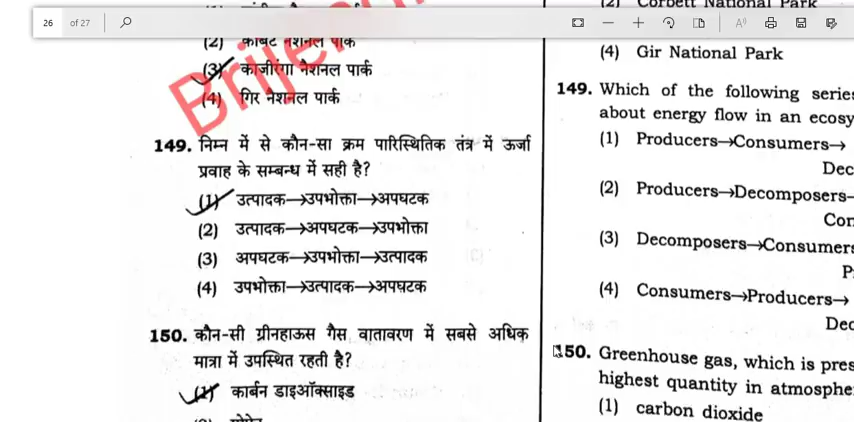 26 of 27
(2) कॉर्बेट नैशनल पार्क
(3) काजीरंगा नैशनल पार्क
(4) गिर नैशनल पार्क
149. निम्न में से कौन-सा क्रम पारिस्थितिक तंत्र में ऊर्जा
प्रवाह के सम्बन्ध में सही है?
(1) उत्पादक→उपभोक्ता→अपघटक
(2) उत्पादक→अपघटक→उपभोक्ता
(3) अपघटक→उपभोक्ता→उत्पादक
(4) उपभोक्ता→उत्पादक→अपघटक
150. कौन-सी ग्रीनहाऊस गैस वातावरण में सबसे अधिक
मात्रा में उपस्थित रहती है?
(1) कार्बन डाइऑक्साइड
(2) Corbett National Park
(4) Gir National Park
149. Which of the following series
about energy flow in an ecosy
(1) Producers→Consumers→
Dec
(2) Producers→Decomposers→
Con
(3) Decomposers→Consumers
P
(4) Consumers→Producers→
Dec
150. Greenhouse gas, which is pres
highest quantity in atmosphe
(1) carbon dioxide
Brije